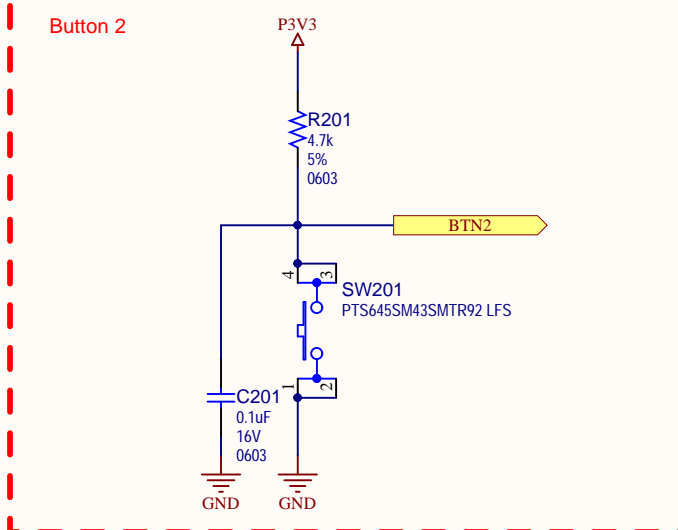 Button 2
P3V3
R201
4.7k
5%
0603
BTN2
4
3
SW201
PTS645SM43SMTR92 LFS
1
2
C201
0.1uF
16V
0603
GND
GND